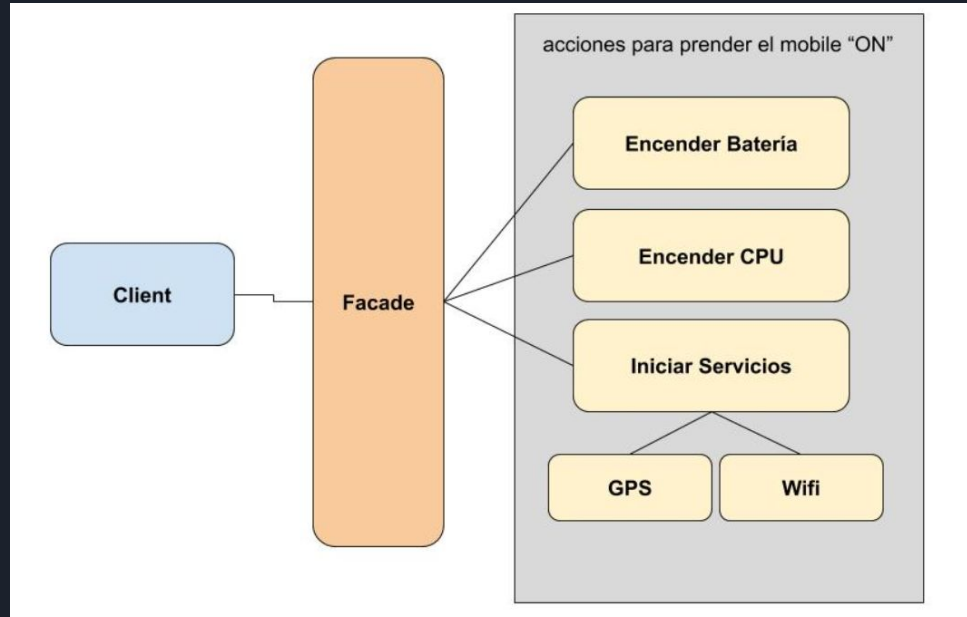 acciones para prender el mobile “ON”
Encender Batería
Encender CPU
Client
Facade
Iniciar Servicios
GPS
Wifi